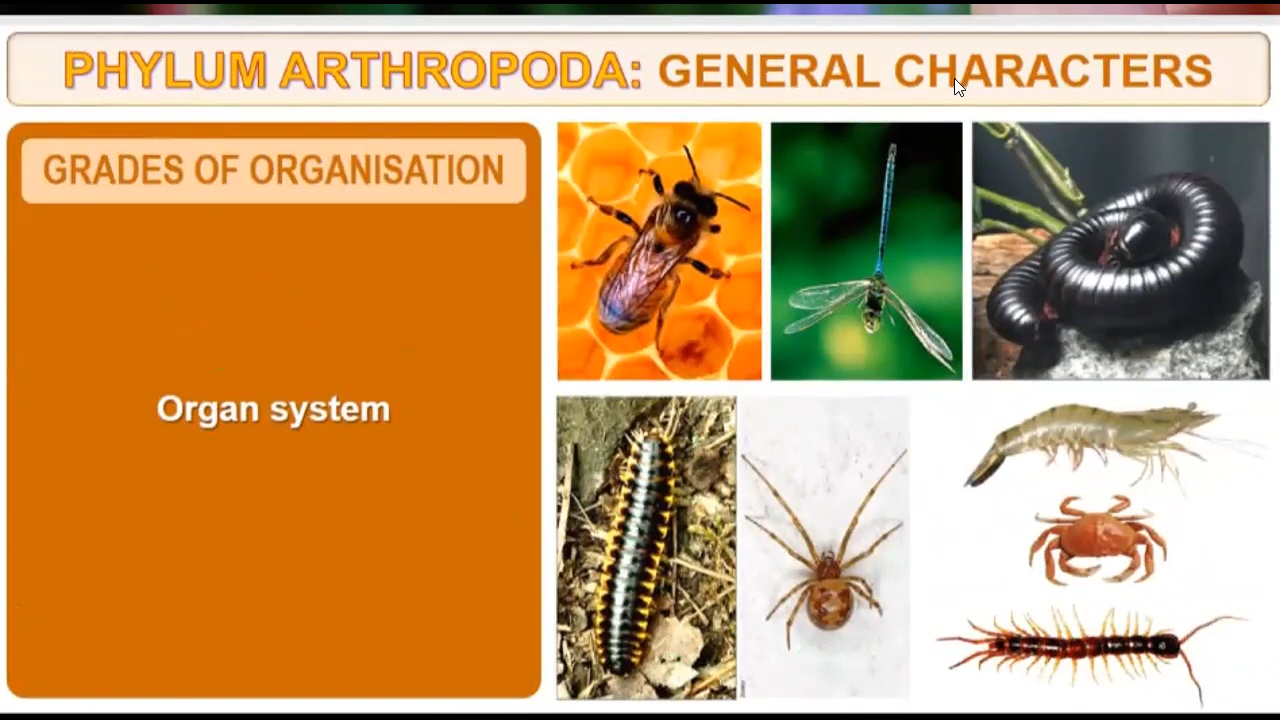 PHYLUM ARTHROPODA: GENERAL CHARACTERS
GRADES OF ORGANISATION
Organ system